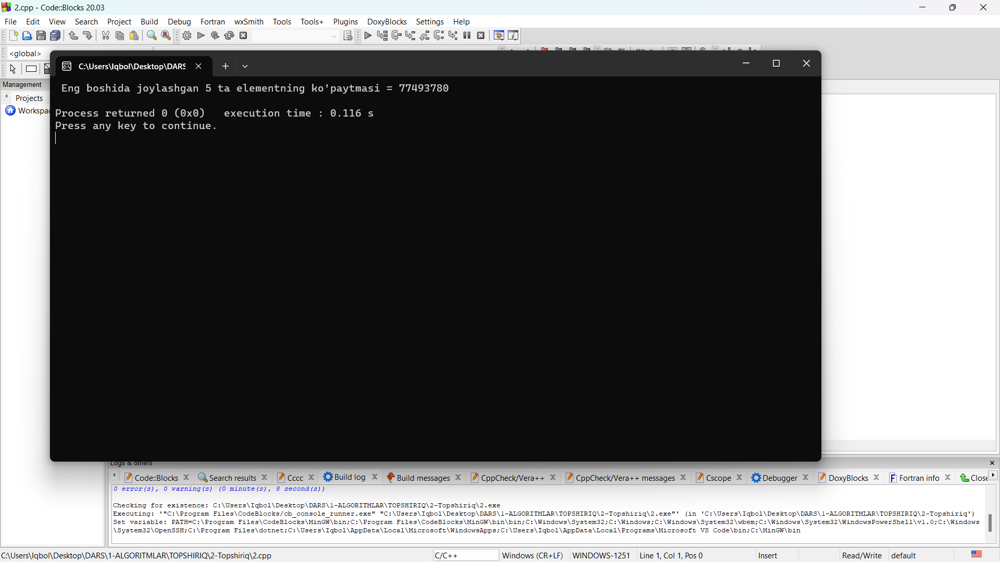 2.cpp - Code::Blocks 20.03
File Edit View Search Project Build Debug Fortran wxSmith Tools Tools+ Plugins DoxyBlocks Settings Help
<global>
C:\Users\Iqbol\Desktop\DARS
Management
Projects
Workspa
Eng boshida joylashgan 5 ta elementning ko'paytmasi = 77493780
Process returned 0 (0x0)   execution time : 0.116 s
Press any key to continue.
Logs & others
Code::Blocks Search results Cccc Build log Build messages CppCheck/Vera++ CppCheck/Vera++ messages Cscope Debugger DoxyBlocks Fortran info Close
0 error(s), 0 warning(s) (0 minute(s), 8 second(s))
Checking for existence: C:\Users\Iqbol\Desktop\DARS\1-ALGORITMLAR\TOPSHIRIQ\2-Topshiriq\2.exe
Executing: '"C:\Program Files\CodeBlocks/cb_console_runner.exe" "C:\Users\Iqbol\Desktop\DARS\1-ALGORITMLAR\TOPSHIRIQ\2-Topshiriq\2.exe"' (in 'C:\Users\Iqbol\Desktop\DARS\1-ALGORITMLAR\TOPSHIRIQ\2-Topshiriq')
Set variable: PATH=C:\Program Files\CodeBlocks\MinGW\bin;C:\Program Files\CodeBlocks\MinGW\bin\bin;C:\Windows\System32;C:\Windows;C:\Windows\System32\wbem;C:\Windows\System32\WindowsPowerShell\v1.0;C:\Windows
\System32\OpenSSH;C:\Program Files\dotnet;C:\Users\Iqbol\AppData\Local\Microsoft\WindowsApps;C:\Users\Iqbol\AppData\Local\Programs\Microsoft VS Code\bin;C:\MinGW\bin
C:\Users\Iqbol\Desktop\DARS\1-ALGORITMLAR\TOPSHIRIQ\2-Topshiriq\2.cpp C/C++ Windows (CR+LF) WINDOWS-1251 Line 1, Col 1, Pos 0 Insert Read/Write default